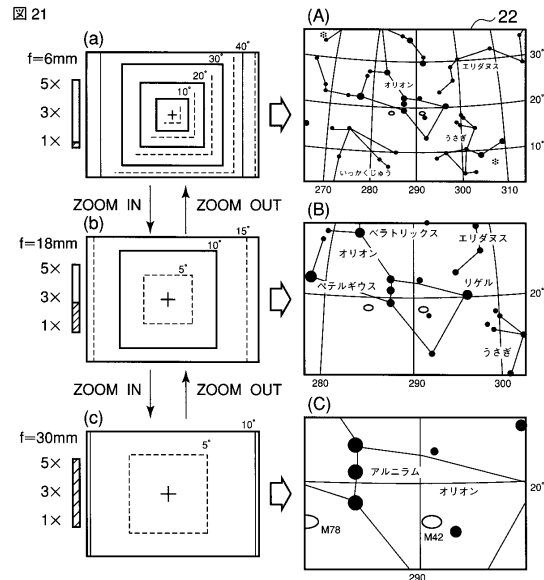 図 21
(a)
f=6mm
5×
3×
1×
40°
30°
20°
10°
(A)
22
エリダヌス
オリオン
うさぎ
いっかくじゅう
30°
20°
10°
270 280 290 300 310
ZOOM IN
ZOOM OUT
(b)
f=18mm
5×
3×
1×
15°
10°
5°
(B)
ベラトリックス
エリダヌス
オリオン
ベテルギウス
リゲル
うさぎ
20°
280 290 300
ZOOM IN
ZOOM OUT
(c)
f=30mm
5×
3×
1×
10°
5°
(C)
アルニラム
オリオン
20°
M78
M42
290